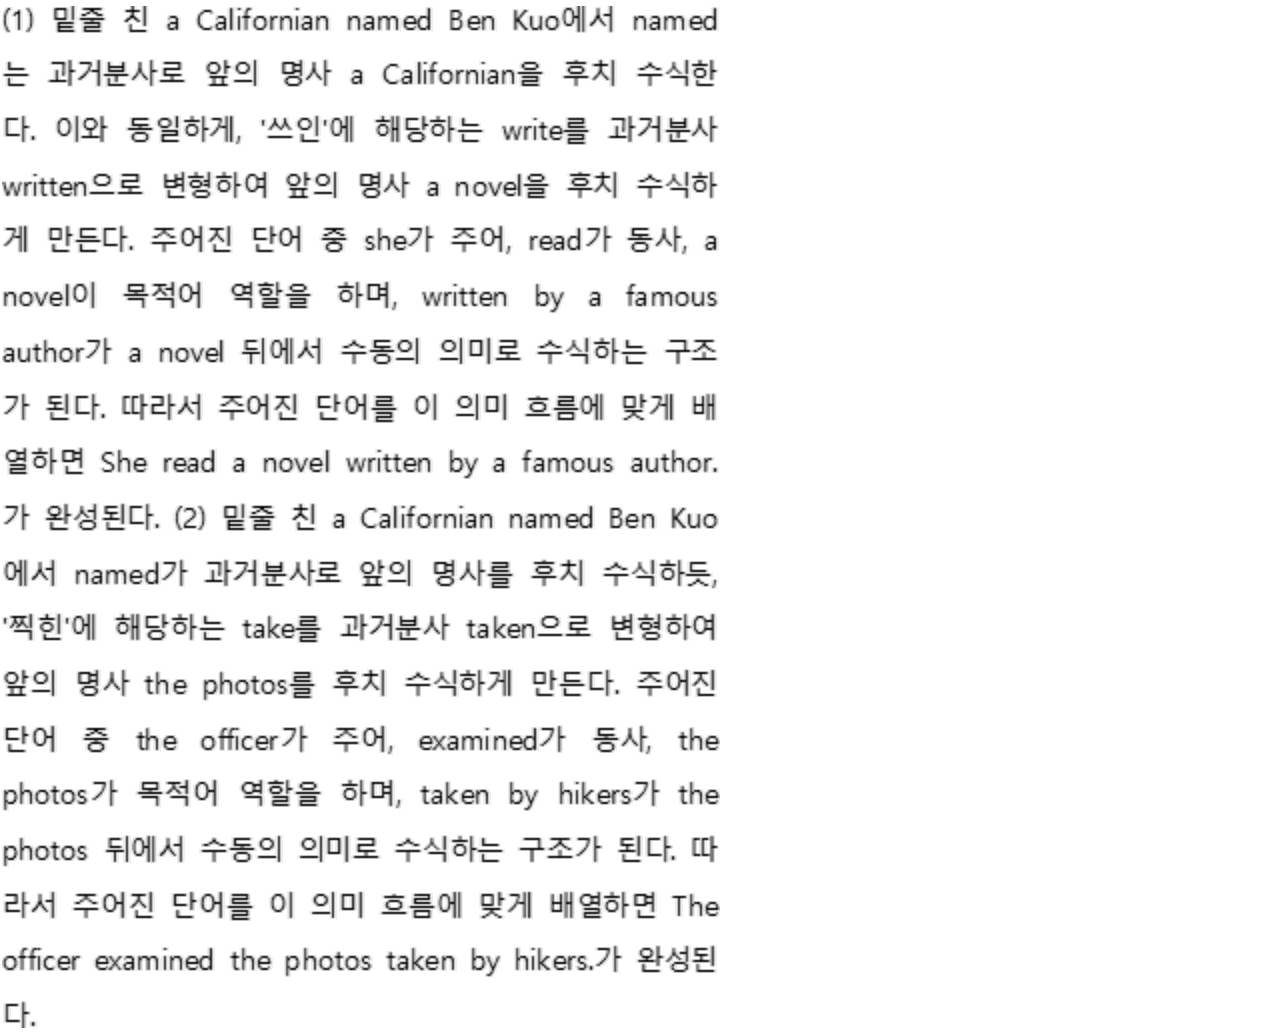 (1) 밑줄 친 a Californian named Ben Kuo에서 named
는 과거분사로 앞의 명사 a Californian을 후치 수식한
다. 이와 동일하게, '쓰인'에 해당하는 write를 과거분사
written으로 변형하여 앞의 명사 a novel을 후치 수식하
게 만든다. 주어진 단어 중 she가 주어, read가 동사, a
novel이 목적어 역할을 하며, written by a famous
author가 a novel 뒤에서 수동의 의미로 수식하는 구조
가 된다. 따라서 주어진 단어를 이 의미 흐름에 맞게 배
열하면 She read a novel written by a famous author.
가 완성된다. (2) 밑줄 친 a Californian named Ben Kuo
에서 named가 과거분사로 앞의 명사를 후치 수식하듯,
'찍힌'에 해당하는 take를 과거분사 taken으로 변형하여
앞의 명사 the photos를 후치 수식하게 만든다. 주어진
단어 중 the officer가 주어, examined가 동사, the
photos가 목적어 역할을 하며, taken by hikers가 the
photos 뒤에서 수동의 의미로 수식하는 구조가 된다. 따
라서 주어진 단어를 이 의미 흐름에 맞게 배열하면 The
officer examined the photos taken by hikers.가 완성된
다.